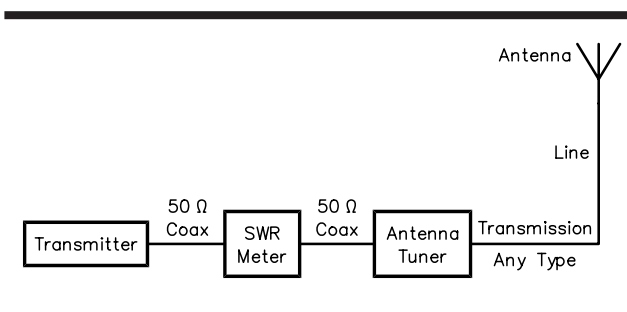 Antenna
Line
50 Ω
Coax
50 Ω
Coax
Transmitter
SWR
Meter
Antenna
Tuner
Transmission
Any Type